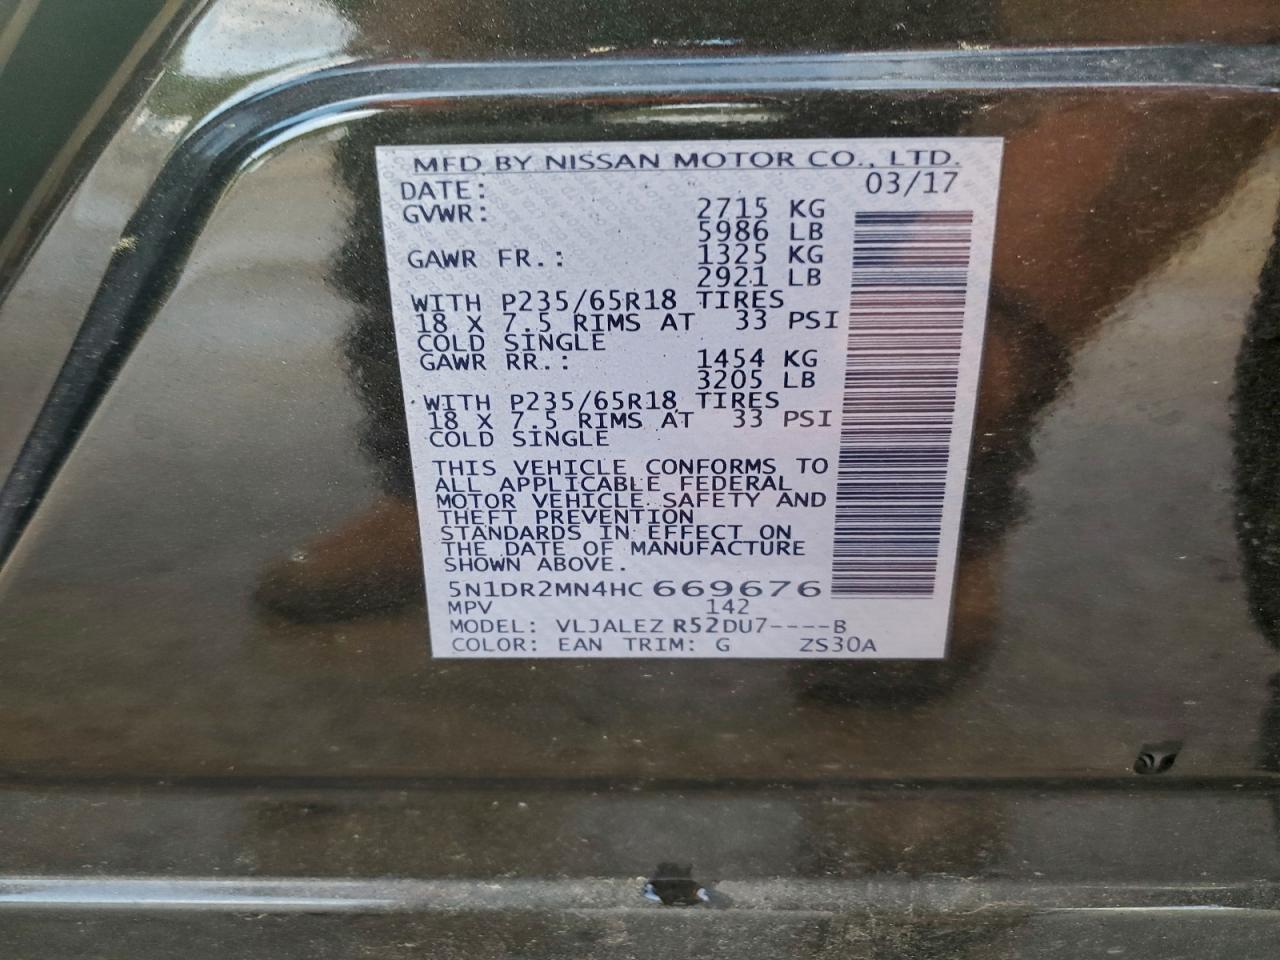 MFD BY NISSAN MOTOR CO., LTD.
DATE: 03/17
GVWR: 2715 KG
5986 LB
GAWR FR.: 1325 KG
2921 LB
WITH P235/65R18 TIRES
18 X 7.5 RIMS AT 33 PSI
COLD SINGLE
GAWR RR.: 1454 KG
3205 LB
WITH P235/65R18 TIRES
18 X 7.5 RIMS AT 33 PSI
COLD SINGLE
THIS VEHICLE CONFORMS TO
ALL APPLICABLE FEDERAL
MOTOR VEHICLE SAFETY AND
THEFT PREVENTION
STANDARDS IN EFFECT ON
THE DATE OF MANUFACTURE
SHOWN ABOVE.
5N1DR2MN4HC669676
MPV 142
MODEL: VLJALEZ R52DU7----B
COLOR: EAN TRIM: G ZS30A